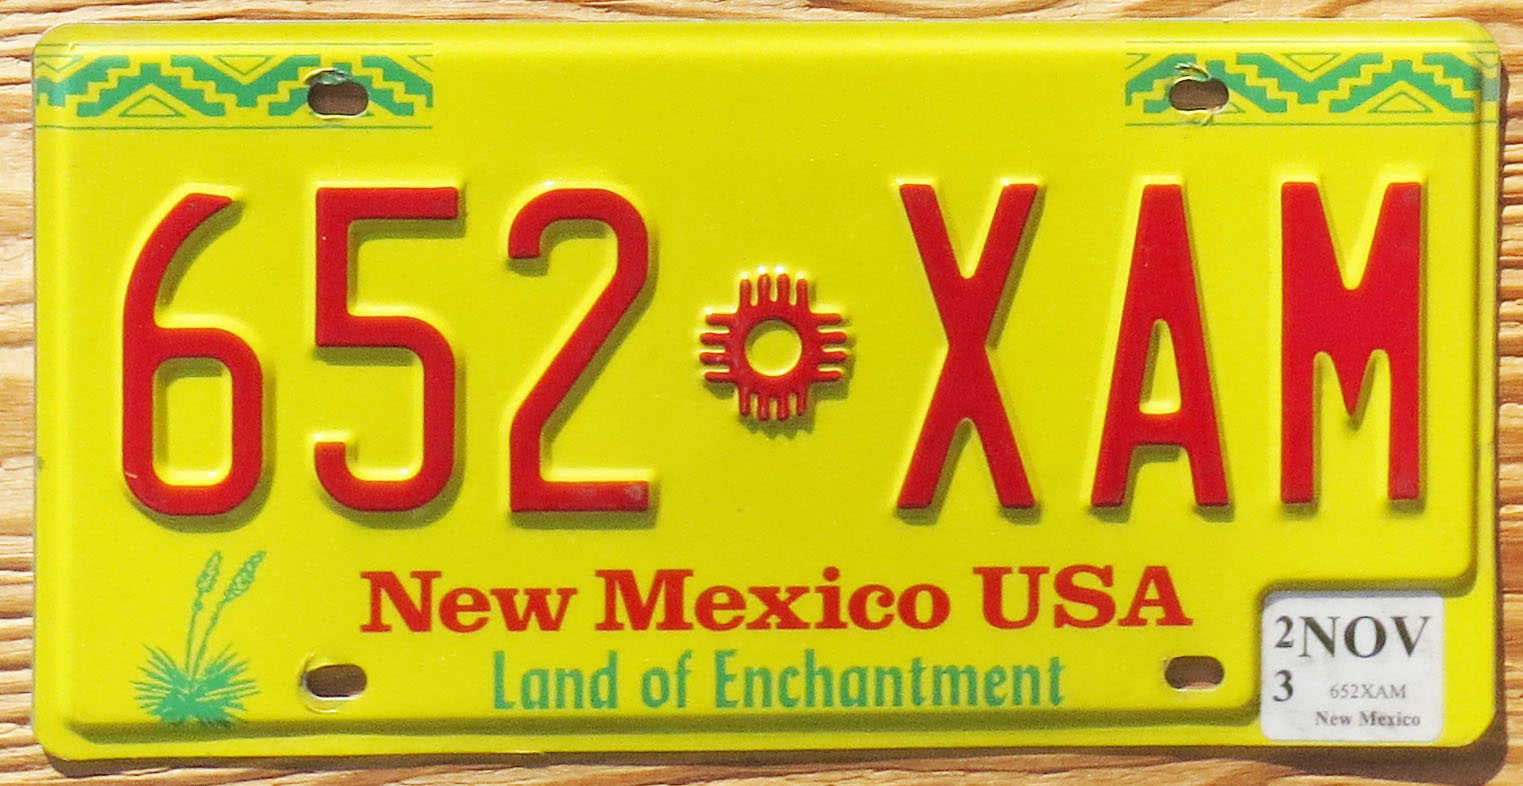 652 XAM
New Mexico USA
Land of Enchantment
2 NOV
3 652XAM
New Mexico